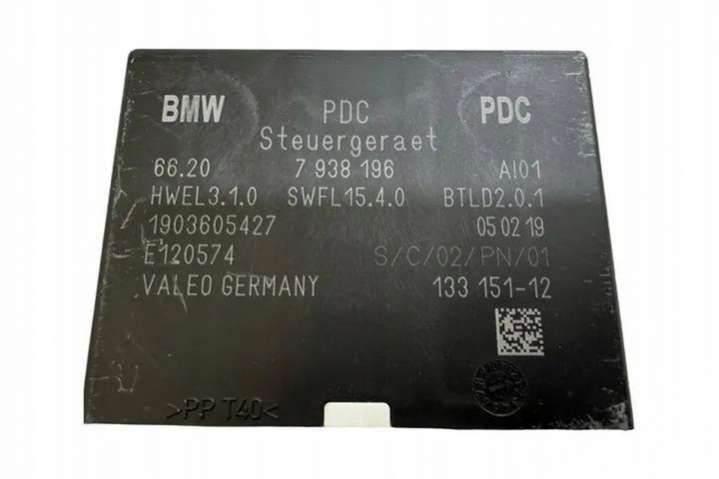 BMW PDC PDC
Steuergeraet
66.20 7 938 196 AI01
HWEL3.1.0 SWFL15.4.0 BTLD2.0.1
1903605427 05 02 19
E120574 S/C/02/PN/01
VALEO GERMANY 133 151-12
>PP T40<